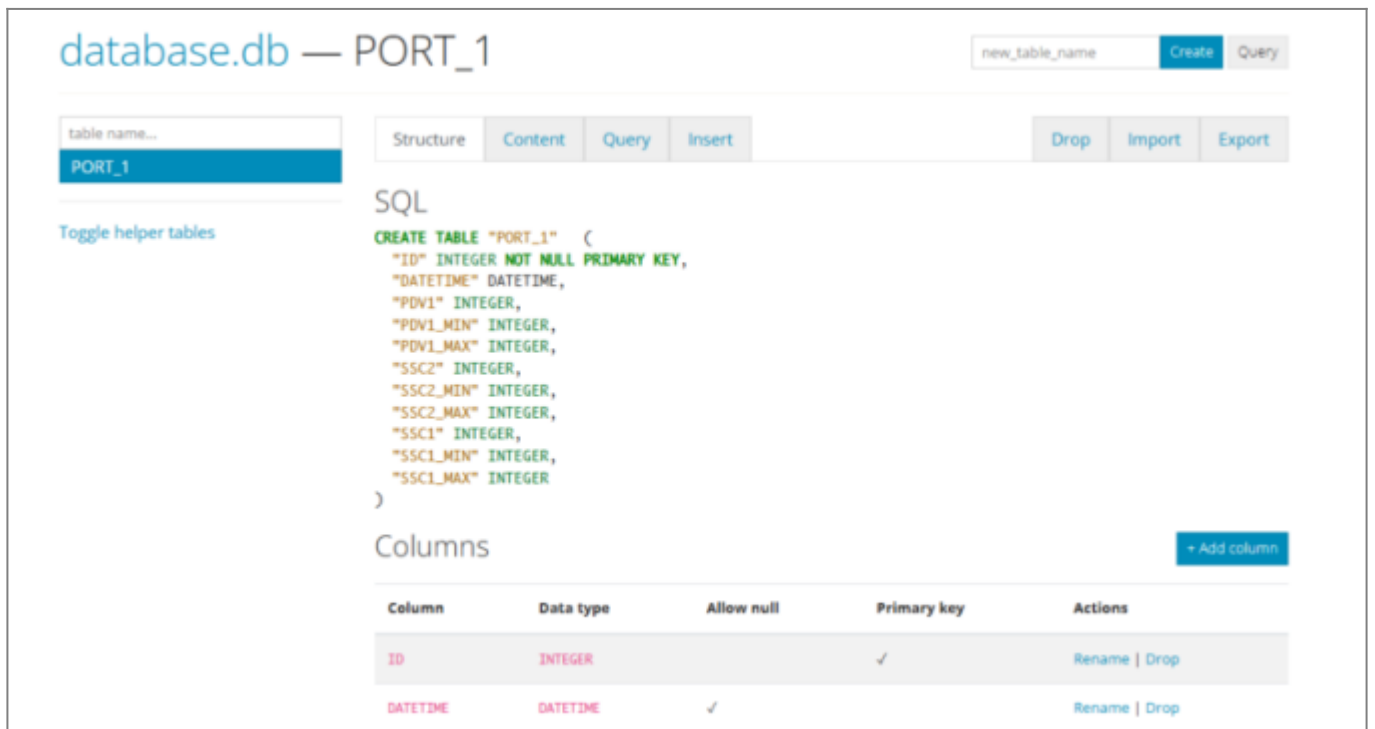 database.db — PORT_1
new_table_name Create Query
table name...
PORT_1
Toggle helper tables
Structure Content Query Insert Drop Import Export
SQL
CREATE TABLE "PORT_1" (
"ID" INTEGER NOT NULL PRIMARY KEY,
"DATETIME" DATETIME,
"PDV1" INTEGER,
"PDV1_MIN" INTEGER,
"PDV1_MAX" INTEGER,
"SSC2" INTEGER,
"SSC2_MIN" INTEGER,
"SSC2_MAX" INTEGER,
"SSC1" INTEGER,
"SSC1_MIN" INTEGER,
"SSC1_MAX" INTEGER
)
Columns
+ Add column
Column Data type Allow null Primary key Actions
ID INTEGER ✓ Rename | Drop
DATETIME DATETIME ✓ Rename | Drop